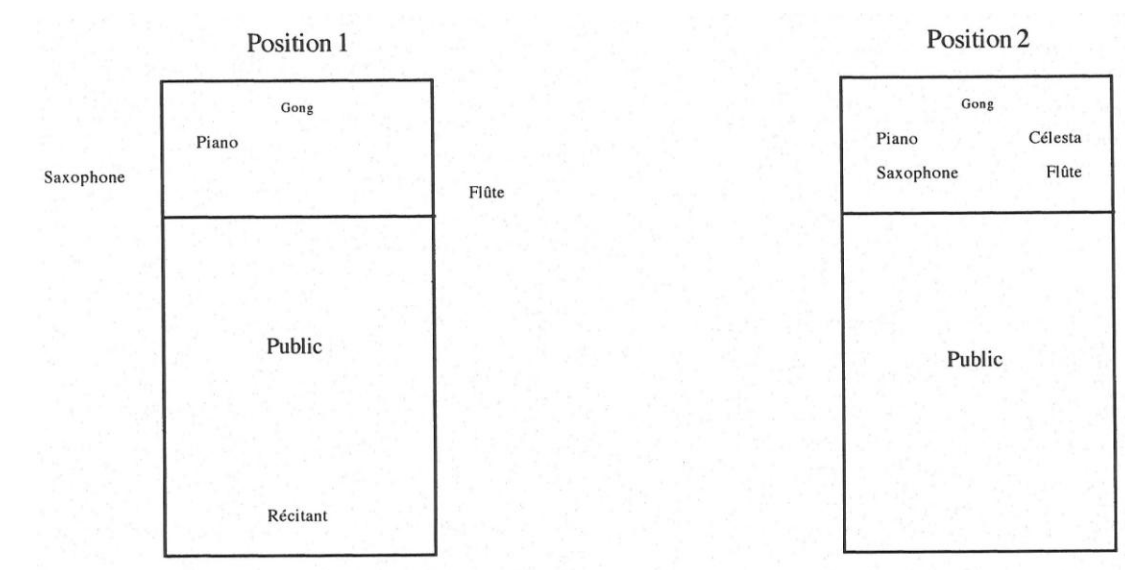 Position 1
Gong
Piano
Saxophone
Flûte
Public
Récitant
Position 2
Gong
Piano Célesta
Saxophone Flûte
Public